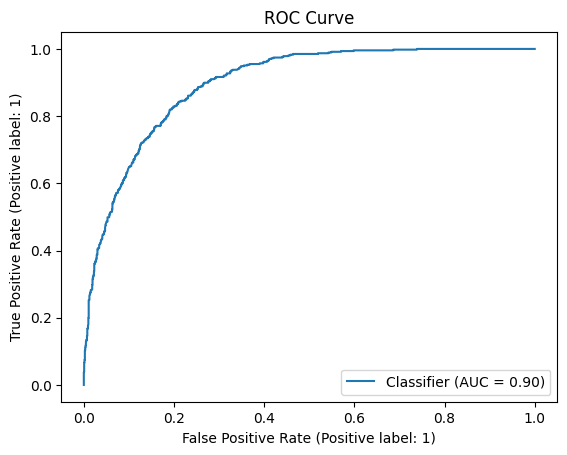 ROC Curve
True Positive Rate (Positive label: 1)
1.0
0.8
0.6
0.4
0.2
0.0
0.0 0.2 0.4 0.6 0.8 1.0
Classifier (AUC = 0.90)
False Positive Rate (Positive label: 1)